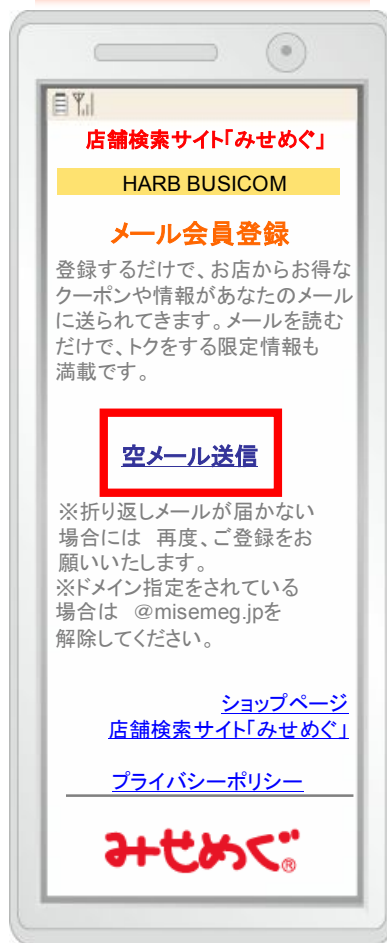 店舗検索サイト「みせめぐ」
HARB BUSICOM
メール会員登録
登録するだけで、お店からお得な
クーポンや情報があなたのメール
に送られてきます。メールを読む
だけで、トクをする限定情報も
満載です。
空メール送信
※折り返しメールが届かない
場合には 再度、ご登録をお
願いいたします。
※ドメイン指定をされている
場合は @misemeg.jpを
解除してください。
ショップページ
店舗検索サイト「みせめぐ」
プライバシーポリシー
みせめぐ®